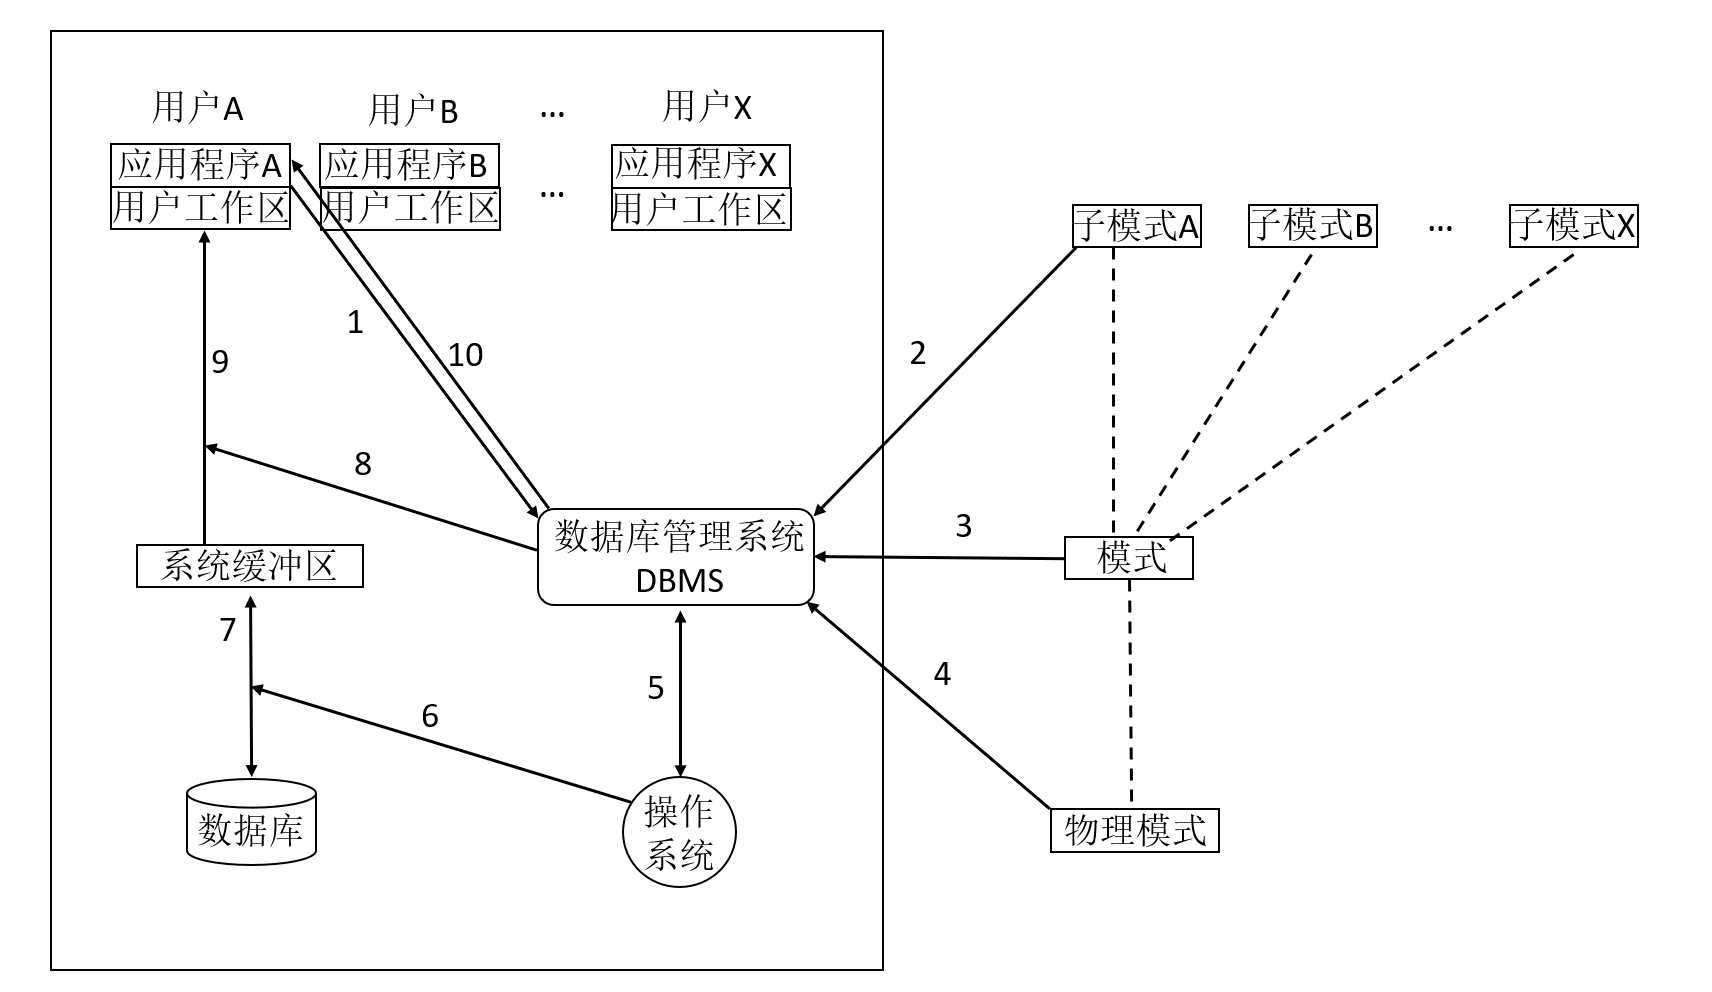 用户A
用户B
...
用户X
应用程序A
应用程序B
应用程序X
用户工作区
用户工作区
...
用户工作区
子模式A
子模式B
...
子模式X
1
10
2
9
8
3
数据库管理系统
DBMS
模式
系统缓冲区
7
5
4
6
操作
系统
数据库
物理模式